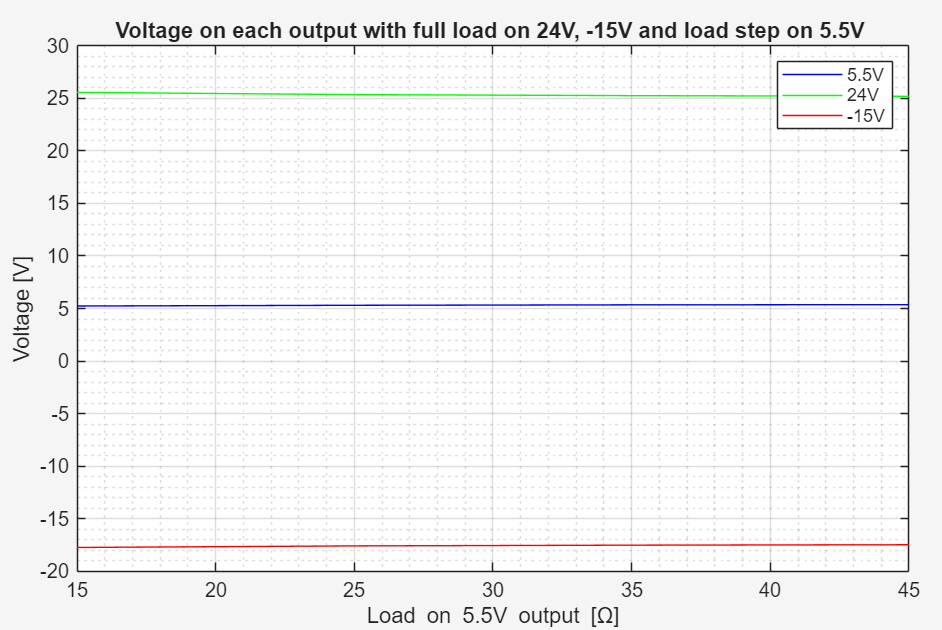 Voltage on each output with full load on 24V, -15V and load step on 5.5V
30
25
20
15
10
5
0
-5
-10
-15
-20
Voltage [V]
5.5V
24V
-15V
15 20 25 30 35 40 45
Load on 5.5V output [Ω]